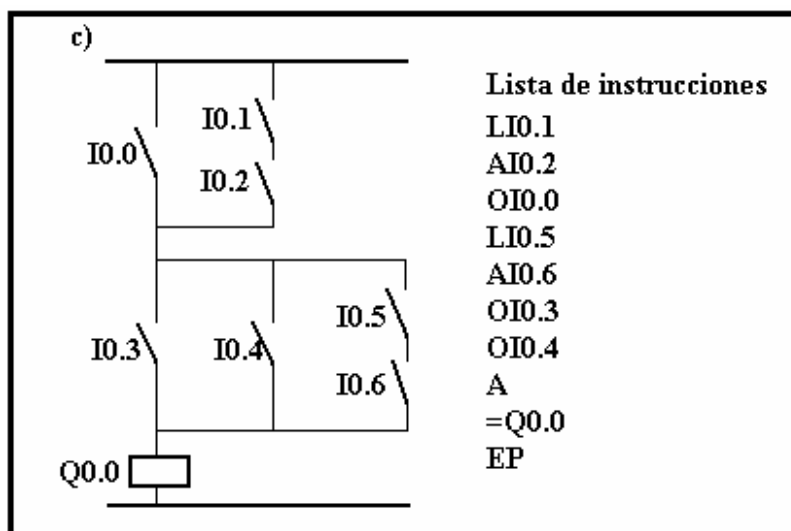 c)
I0.0
I0.1
I0.2
I0.3
I0.4
I0.5
I0.6
Q0.0
Lista de instrucciones
LI0.1
AI0.2
OI0.0
LI0.5
AI0.6
OI0.3
OI0.4
A
=Q0.0
EP